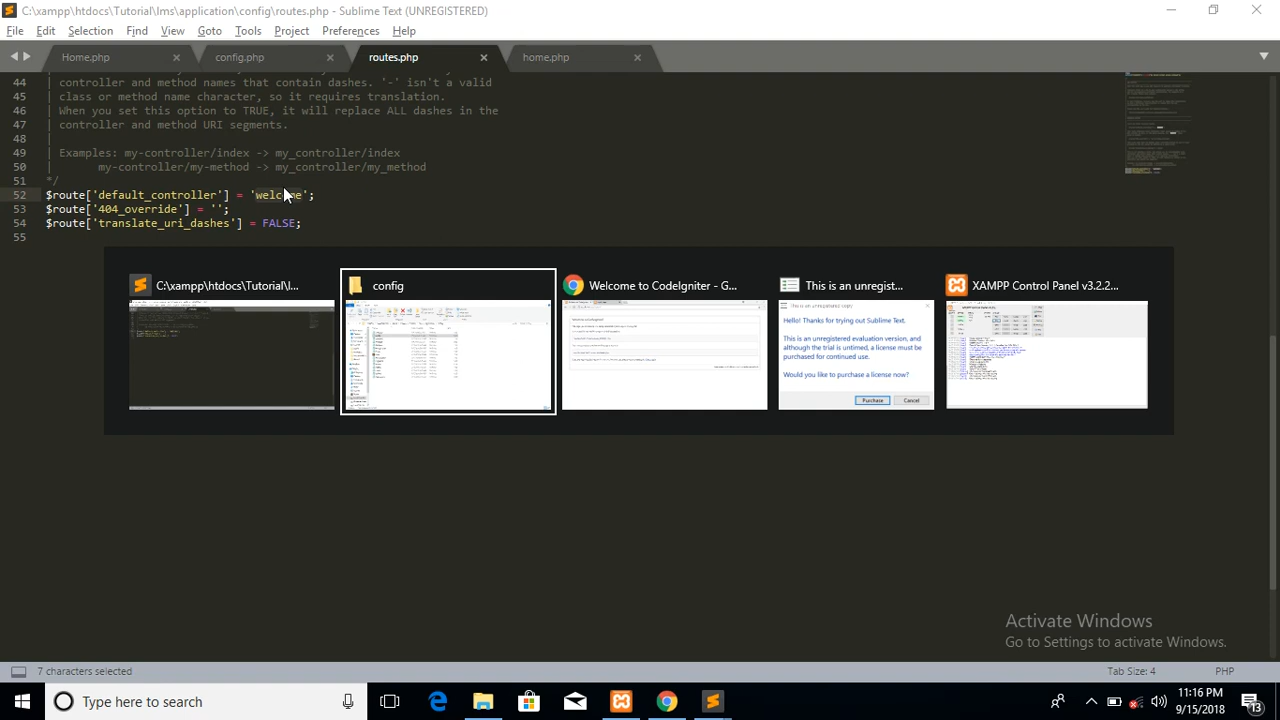 C:\xampp\htdocs\Tutorial\lms\application\config\routes.php - Sublime Text (UNREGISTERED)
File Edit Selection Find View Goto Tools Project Preferences Help
Home.php config.php routes.php home.php
44 | controller and method names that contain dashes. '-' isn't a valid
45 | class or method name character, so it requires translation.
46 | When you set this option to TRUE, it will replace ALL dashes in the
47 | controller and method URI segments.
48 |
49 | Examples: my-controller/index -> my_controller/index
50 | my-controller/my-method -> my_controller/my_method
51 */
52 $route['default_controller'] = 'welcome';
53 $route['404_override'] = '';
54 $route['translate_uri_dashes'] = FALSE;
55
C:\xampp\htdocs\Tutorial\... config Welcome to CodeIgniter - G... This is an unregist... XAMPP Control Panel v3.2.2...
This is an unregistered copy
Hello! Thanks for trying out Sublime Text.
This is an unregistered evaluation version, and
although the trial is untimed, a license must be
purchased for continued use.
Would you like to purchase a license now?
Purchase Cancel
Activate Windows
Go to Settings to activate Windows.
7 characters selected Tab Size: 4 PHP
Type here to search
11:16 PM
9/15/2018
13